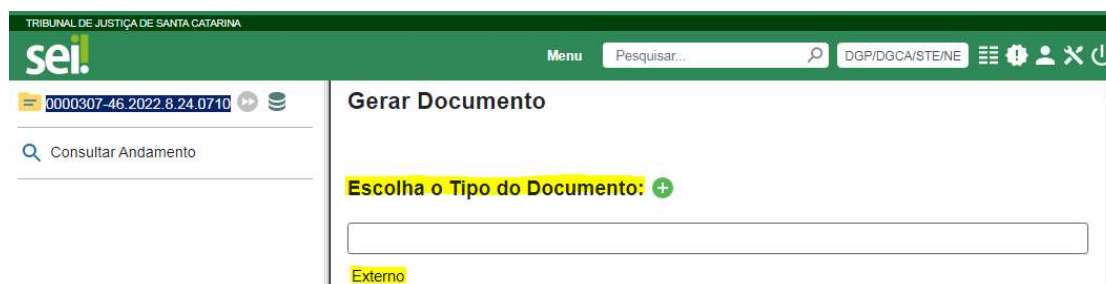 TRIBUNAL DE JUSTIÇA DE SANTA CATARINA
sei!
Menu
Pesquisar...
DGP/DGCA/STE/NE
0000307-46.2022.8.24.0710
Consultar Andamento
Gerar Documento
Escolha o Tipo do Documento:
Externo